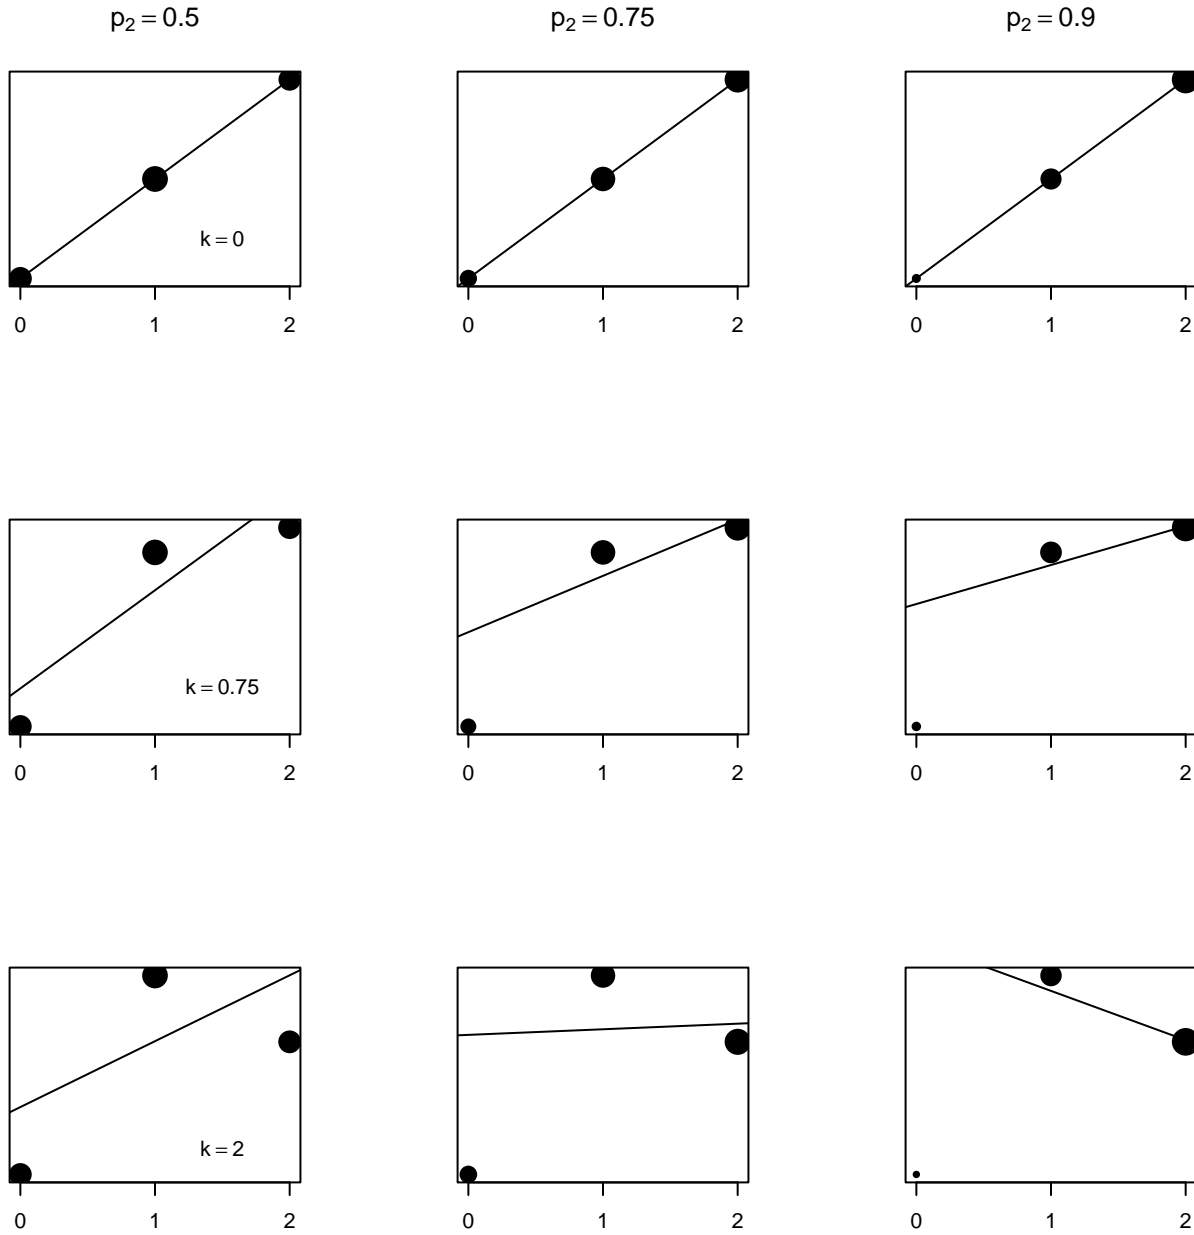 p₂ = 0.5 p₂ = 0.75 p₂ = 0.9
k = 0
0 1 2 0 1 2 0 1 2
k = 0.75
0 1 2 0 1 2 0 1 2
k = 2
0 1 2 0 1 2 0 1 2